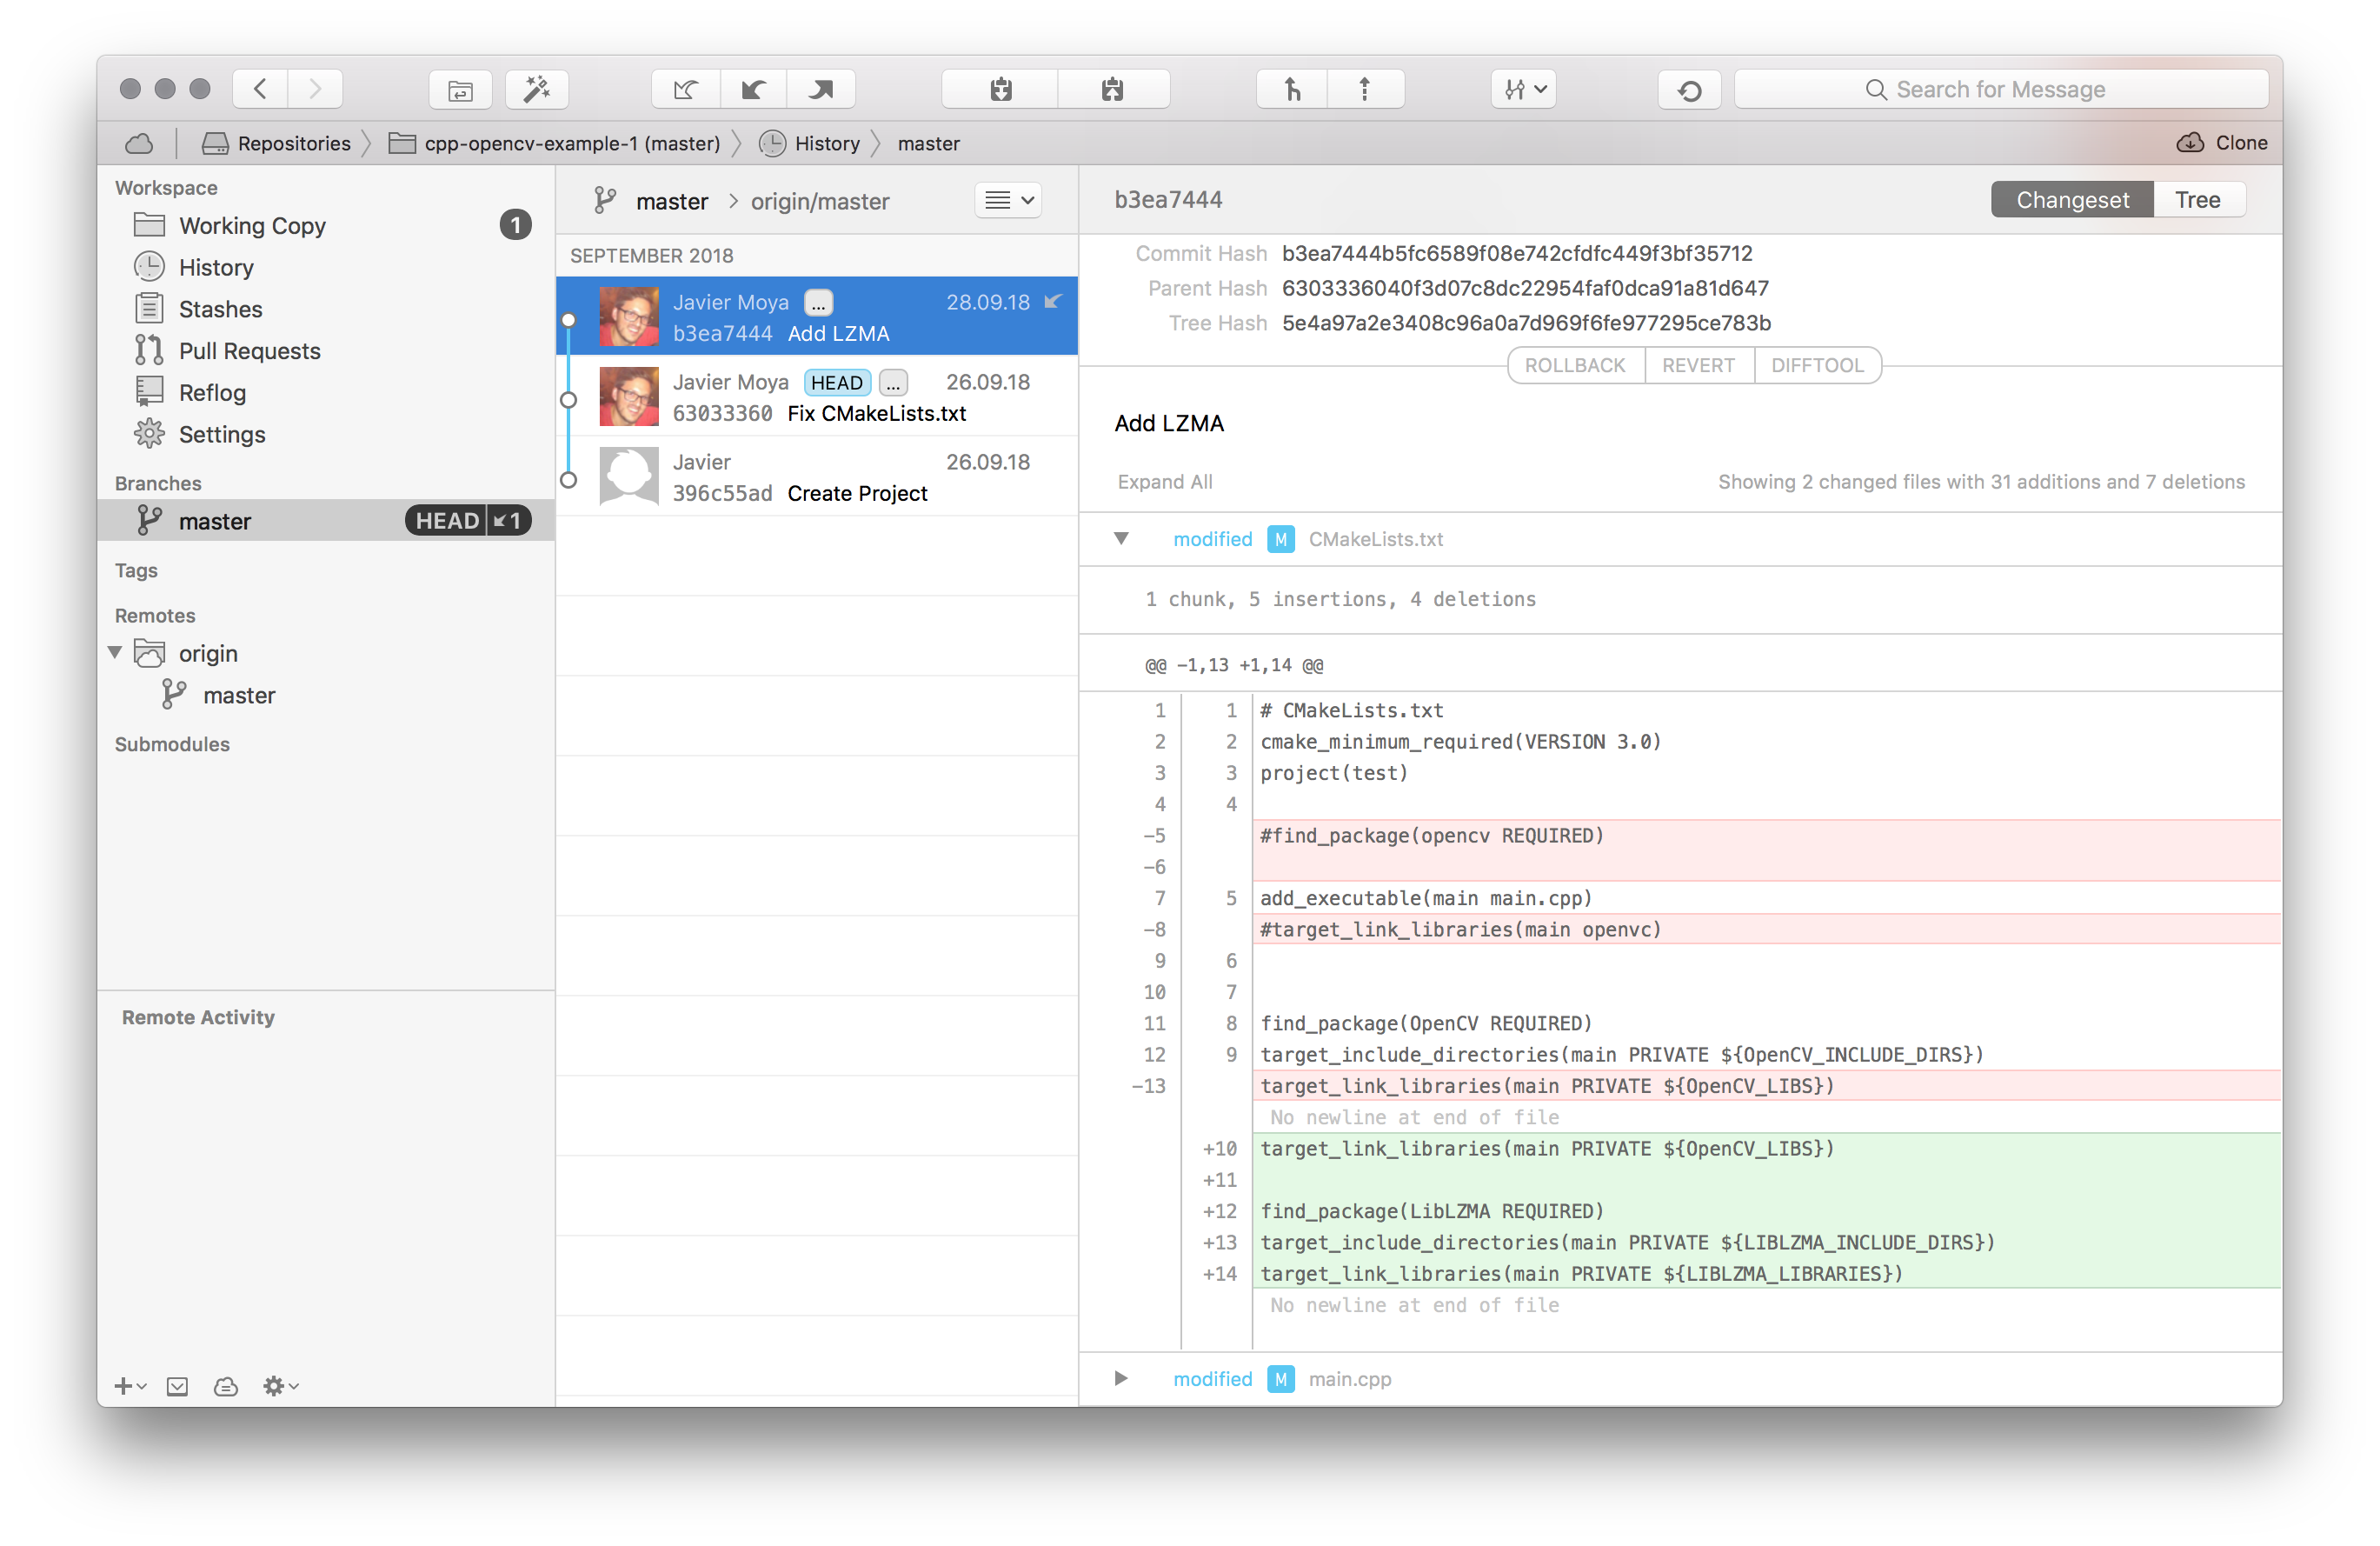 Search for Message
Repositories cpp-opencv-example-1 (master) History master Clone
Workspace
Working Copy 1
History
Stashes
Pull Requests
Reflog
Settings
Branches
master HEAD 1
Tags
Remotes
origin
master
Submodules
Remote Activity
master > origin/master
SEPTEMBER 2018
Javier Moya ... 28.09.18
b3ea7444 Add LZMA
Javier Moya HEAD ... 26.09.18
63033360 Fix CMakeLists.txt
Javier 26.09.18
396c55ad Create Project
b3ea7444 Changeset Tree
Commit Hash b3ea7444b5fc6589f08e742cfdfc449f3bf35712
Parent Hash 6303336040f3d07c8dc22954faf0dca91a81d647
Tree Hash 5e4a97a2e3408c96a0a7d969f6fe977295ce783b
ROLLBACK REVERT DIFFTOOL
Add LZMA
Expand All Showing 2 changed files with 31 additions and 7 deletions
modified M CMakeLists.txt
1 chunk, 5 insertions, 4 deletions
@@ -1,13 +1,14 @@
1 1 # CMakeLists.txt
2 2 cmake_minimum_required(VERSION 3.0)
3 3 project(test)
4 4
-5 #find_package(opencv REQUIRED)
-6
7 5 add_executable(main main.cpp)
-8 #target_link_libraries(main openvc)
9 6
10 7
11 8 find_package(OpenCV REQUIRED)
12 9 target_include_directories(main PRIVATE ${OpenCV_INCLUDE_DIRS})
-13 target_link_libraries(main PRIVATE ${OpenCV_LIBS})
No newline at end of file
+10 target_link_libraries(main PRIVATE ${OpenCV_LIBS})
+11
+12 find_package(LibLZMA REQUIRED)
+13 target_include_directories(main PRIVATE ${LIBLZMA_INCLUDE_DIRS})
+14 target_link_libraries(main PRIVATE ${LIBLZMA_LIBRARIES})
No newline at end of file
modified M main.cpp